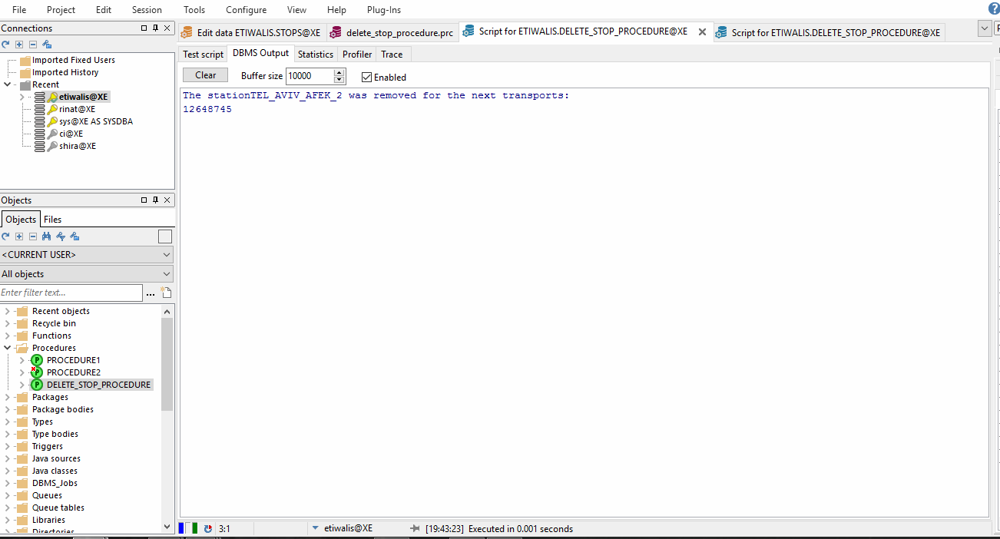 File Project Edit Session Tools Configure View Help Plug-Ins
Connections
Imported Fixed Users
Imported History
Recent
etiwalis@XE
rinat@XE
sys@XE AS SYSDBA
ci@XE
shira@XE
Objects
Objects Files
<CURRENT USER>
All objects
Enter filter text... ...
Recent objects
Recycle bin
Functions
Procedures
PROCEDURE1
PROCEDURE2
DELETE_STOP_PROCEDURE
Packages
Package bodies
Types
Type bodies
Triggers
Java sources
Java classes
DBMS_Jobs
Queues
Queue tables
Libraries
Directories
Edit data ETIWALIS.STOPS@XE delete_stop_procedure.prc Script for ETIWALIS.DELETE_STOP_PROCEDURE@XE Script for ETIWALIS.DELETE_STOP_PROCEDURE@XE
Test script DBMS Output Statistics Profiler Trace
Clear Buffer size 10000 Enabled
The stationTEL_AVIV_AFEK_2 was removed for the next transports:
12648745
3:1 etiwalis@XE [19:43:23] Executed in 0.001 seconds